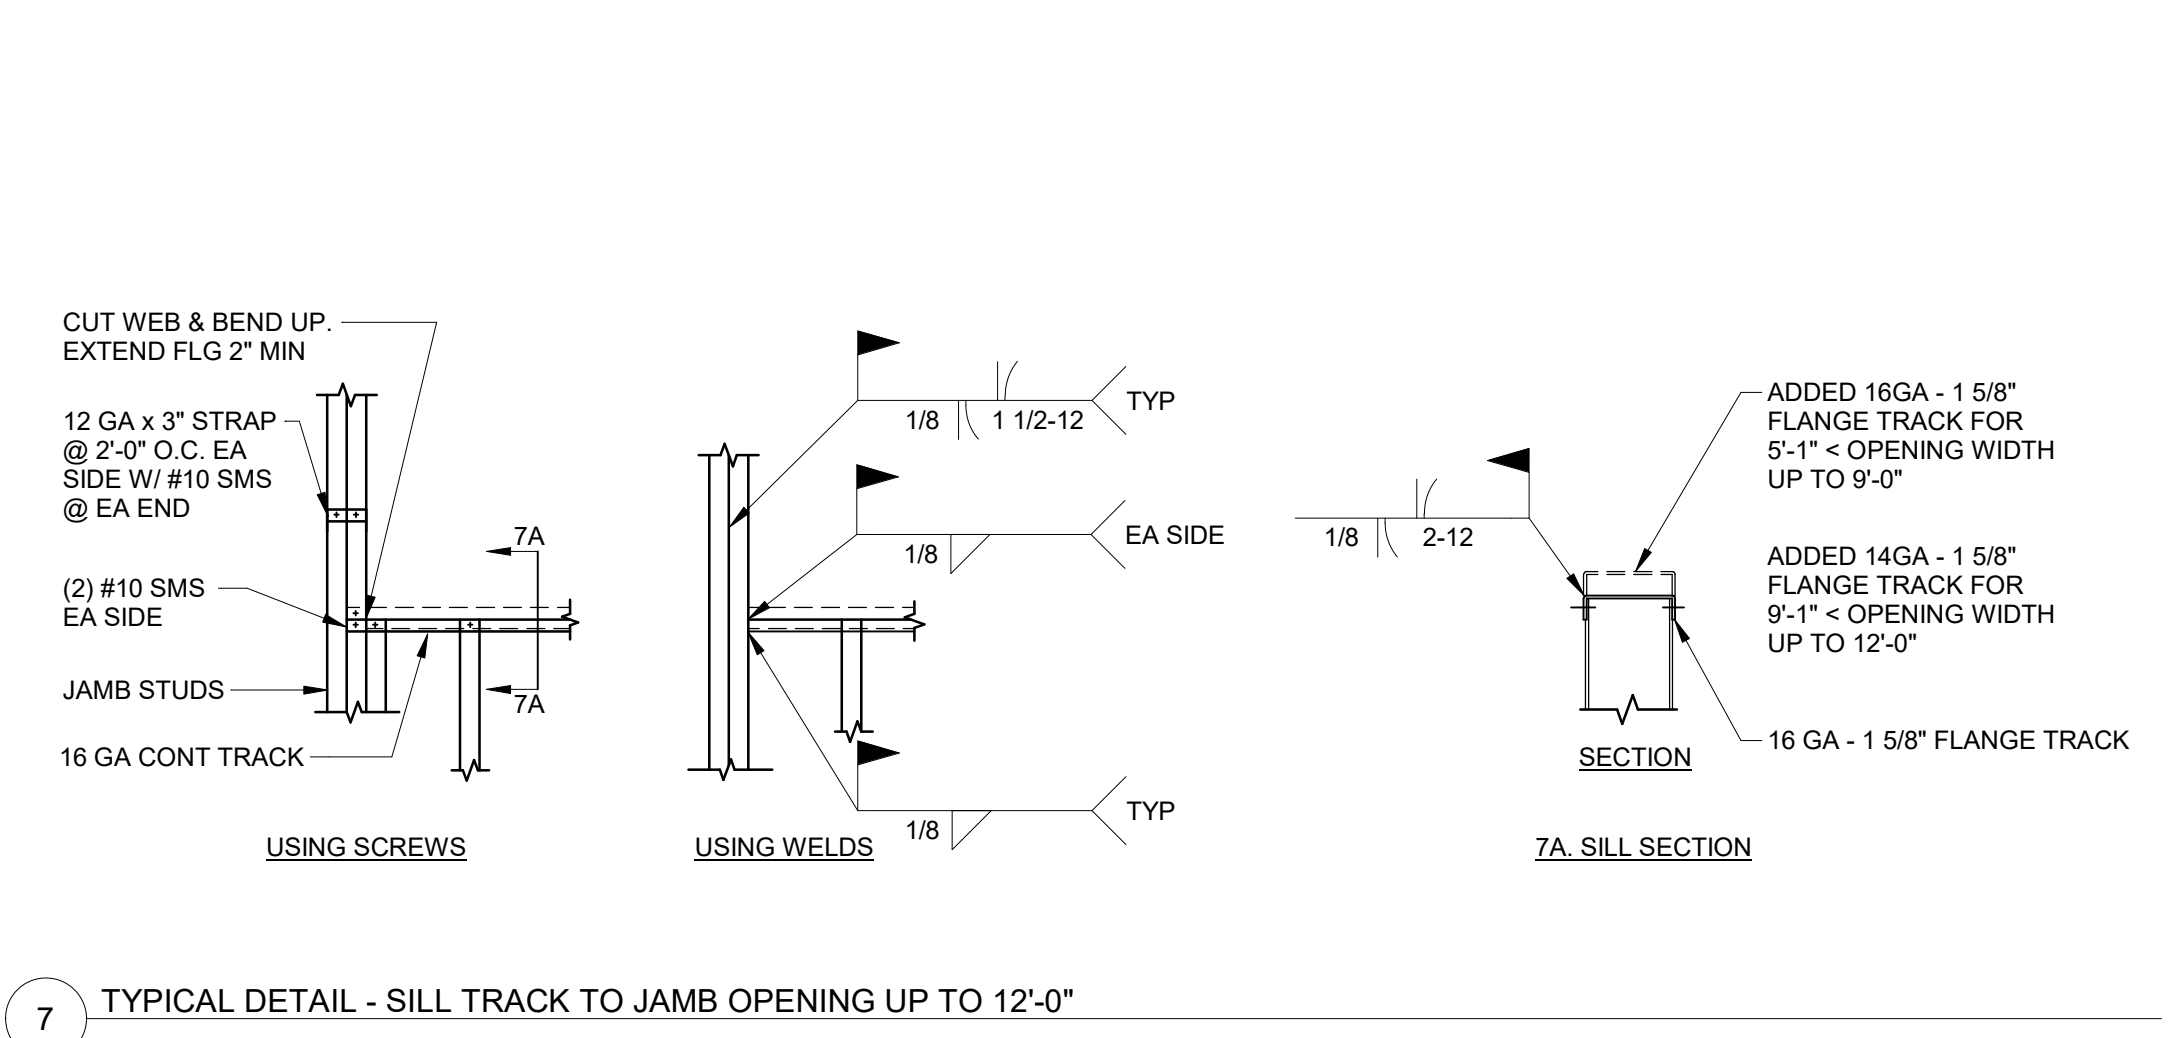 CUT WEB & BEND UP.
EXTEND FLG 2" MIN
12 GA x 3" STRAP
@ 2'-0" O.C. EA
SIDE W/ #10 SMS
@ EA END
(2) #10 SMS
EA SIDE
JAMB STUDS
16 GA CONT TRACK
7A
7A
USING SCREWS
1/8
1 1/2-12
TYP
1/8
EA SIDE
1/8
TYP
USING WELDS
1/8
2-12
ADDED 16GA - 1 5/8"
FLANGE TRACK FOR
5'-1" < OPENING WIDTH
UP TO 9'-0"
ADDED 14GA - 1 5/8"
FLANGE TRACK FOR
9'-1" < OPENING WIDTH
UP TO 12'-0"
16 GA - 1 5/8" FLANGE TRACK
SECTION
7A. SILL SECTION
7
TYPICAL DETAIL - SILL TRACK TO JAMB OPENING UP TO 12'-0"